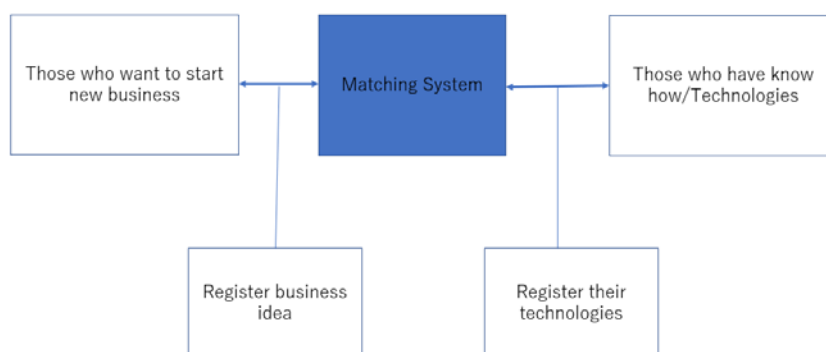 Those who want to start
new business
Matching System
Those who have know
how/Technologies
Register business
idea
Register their
technologies